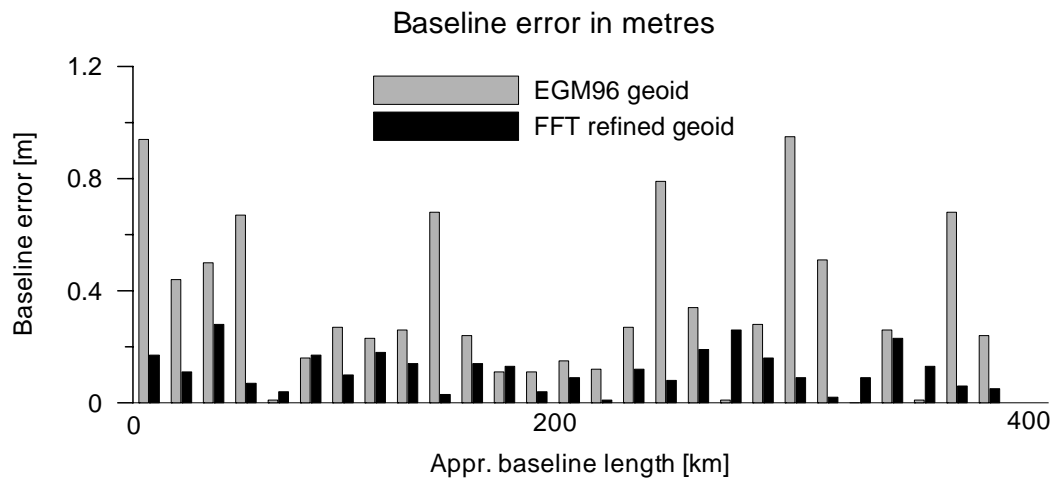 Baseline error in metres
1.2
EGM96 geoid
FFT refined geoid
0.8
Baseline error [m]
0.4
0
0
200
400
Appr. baseline length [km]